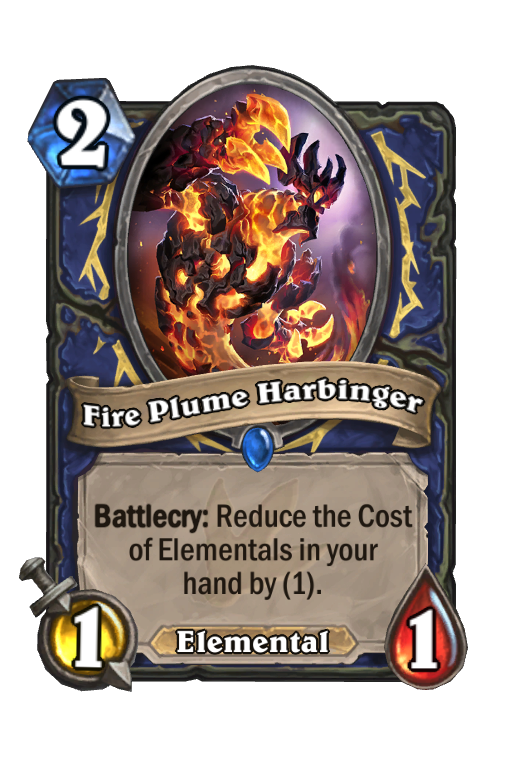 2
Fire Plume Harbinger
Battlecry: Reduce the Cost
of Elementals in your
hand by (1).
1
Elemental
1